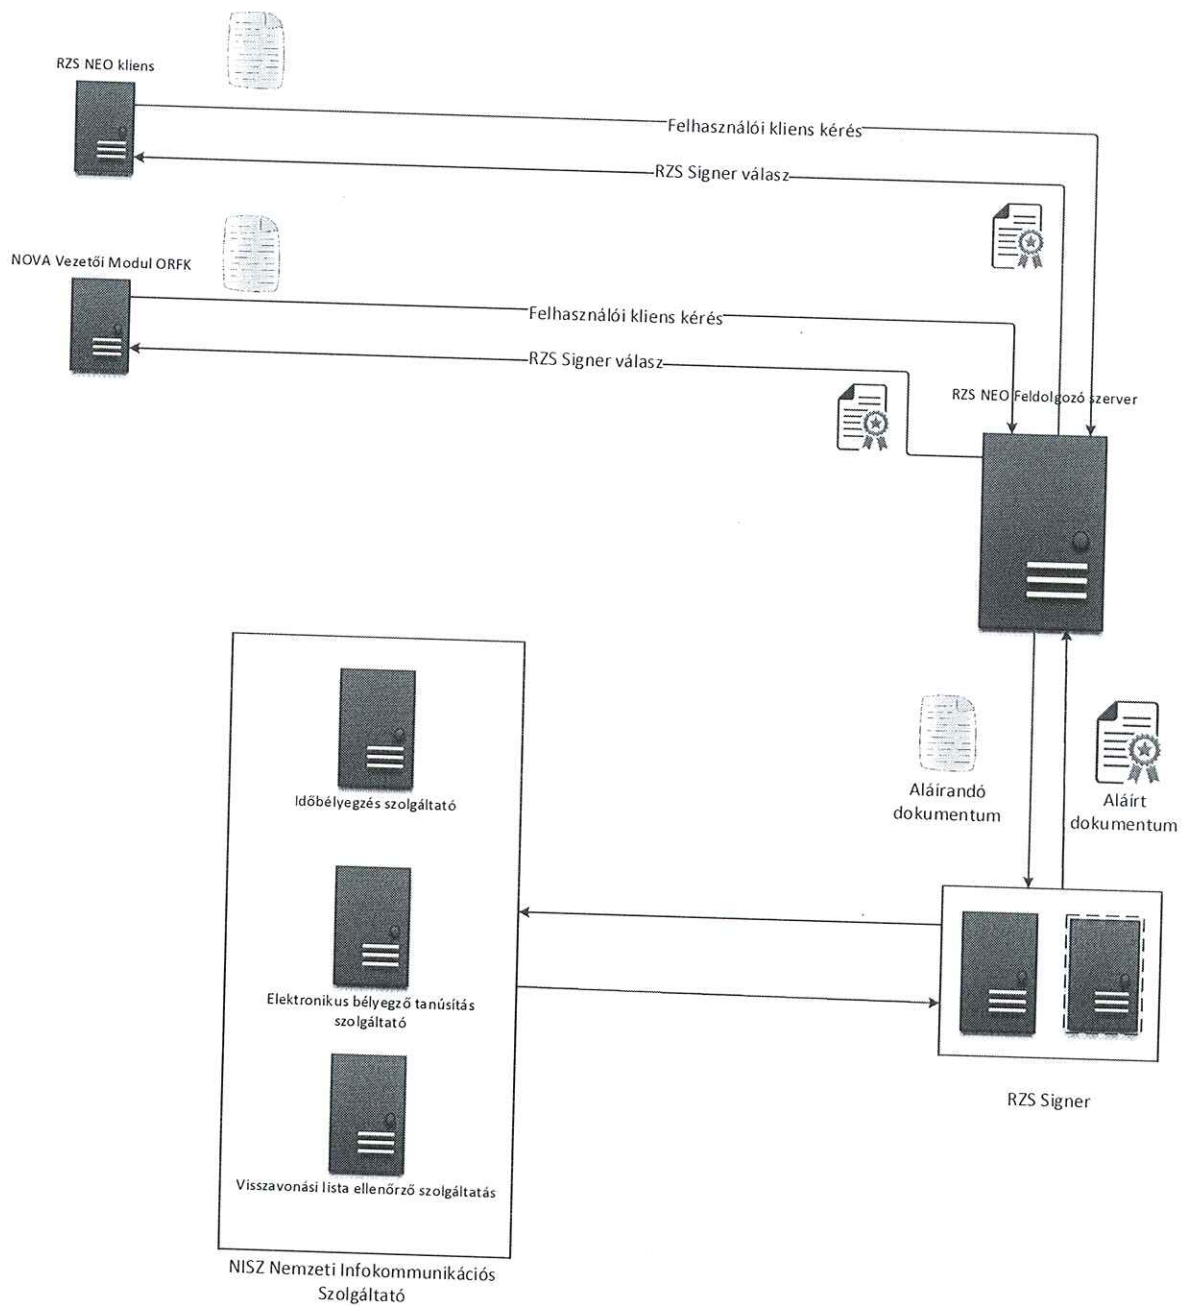 RZS NEO kliens
Felhasználói kliens kérés
RZS Signer válasz
NOVA Vezetői Modul ORFK
Felhasználói kliens kérés
RZS Signer válasz
RZS NEO Feldolgozó szerver
Aláírandó
dokumentum
Aláírt
dokumentum
Időbélyegzés szolgáltató
Elektronikus bélyegző tanúsítás
szolgáltató
Visszavonási lista ellenőrző szolgáltatás
RZS Signer
NISZ Nemzeti Infokommunikációs
Szolgáltató